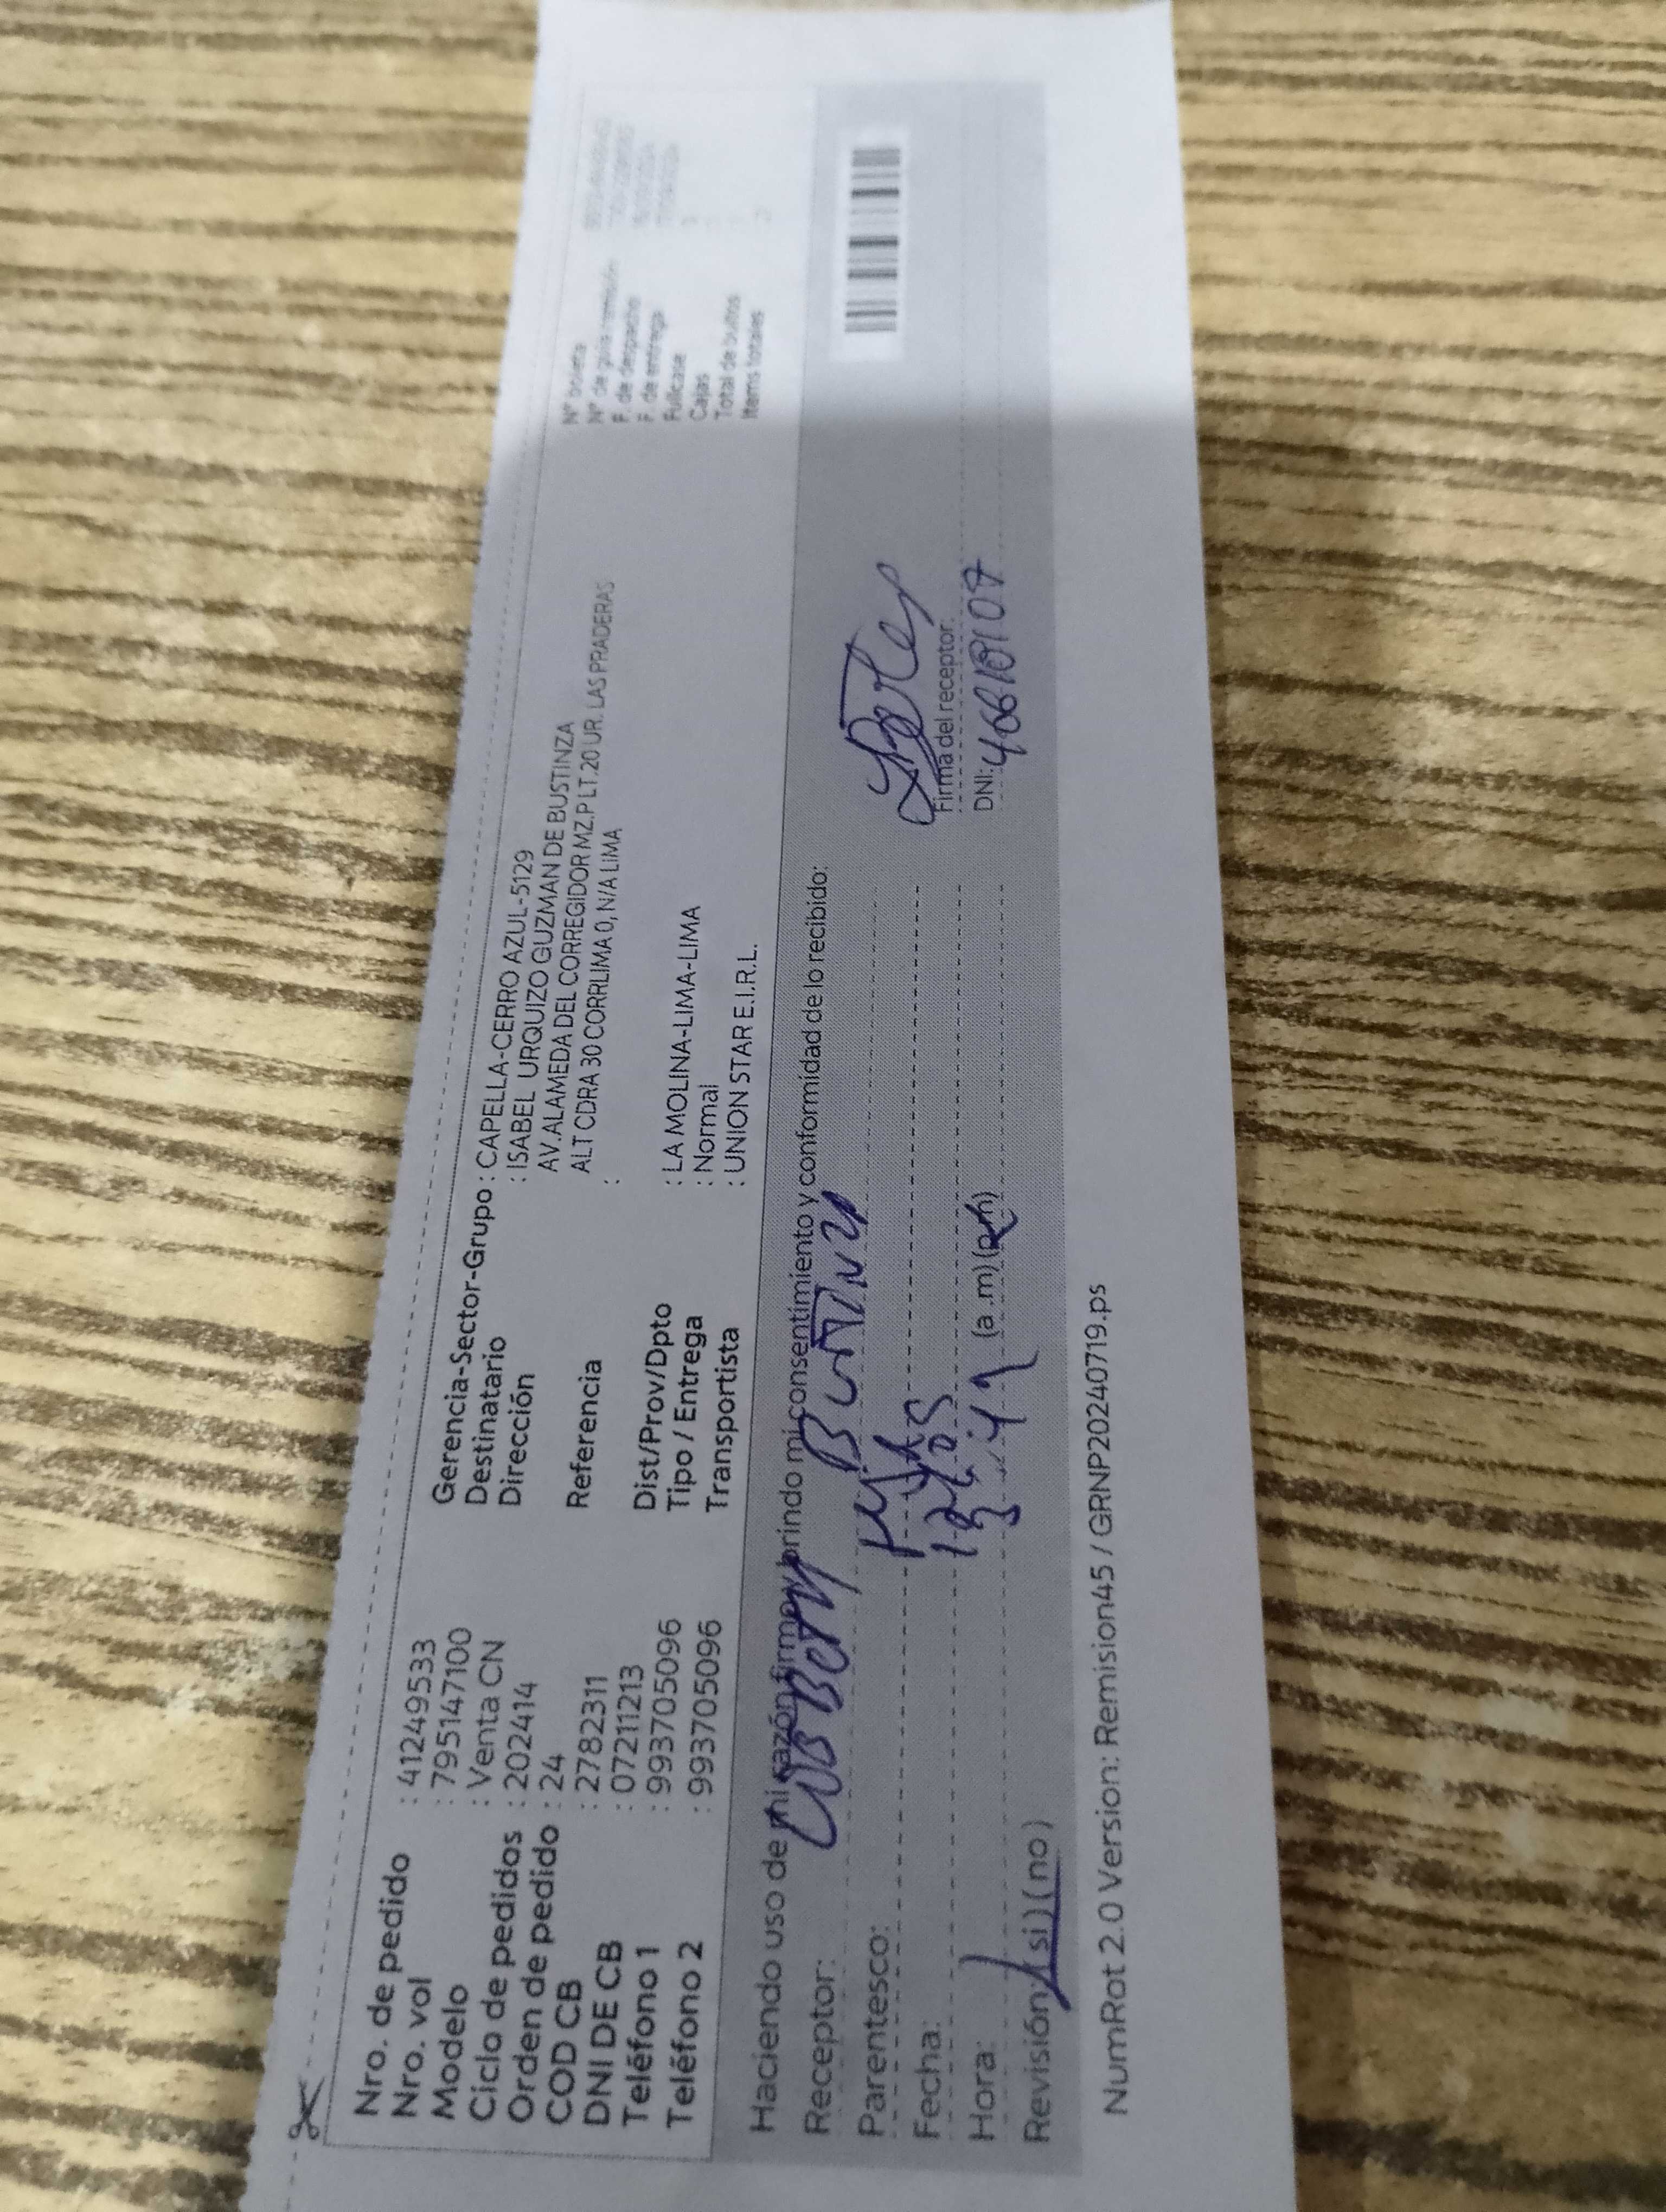 Nro. de pedido : 41249533
Nro. vol : 795147100
Modelo : Venta CN
Ciclo de pedidos : 202414
Orden de pedido : 24
COD CB : 2782311
DNI DE CB : 07211213
Teléfono 1 : 993705096
Teléfono 2 : 993705096
Gerencia-Sector-Grupo : CAPELLA-CERRO AZUL-5129
Destinatario : ISABEL URQUIZO GUZMAN DE BUSTINZA
Dirección AV.ALAMEDA DEL CORREGIDOR MZ.P LT.20 UR. LAS PRADERAS
ALT CDRA 30 CORRLIMA 0, N/A LIMA
Referencia :
Dist/Prov/Dpto : LA MOLINA-LIMA-LIMA
Tipo / Entrega : Normal
Transportista : UNION STAR E.I.R.L.
N° boleta
N° de guía remisión
F. de despacho
F. de entrega
Fullcase
Cajas
Total de bultos
Items totales
Haciendo uso de mi razón firmo y brindo mi consentimiento y conformidad de lo recibido:
Receptor:
Parentesco:
Fecha:
Hora: (a.m) (p.m)
Revisión (si) (no)
Firma del receptor:
DNI:
NumRot 2.0 Version: Remision45 / GRNP20240719.ps